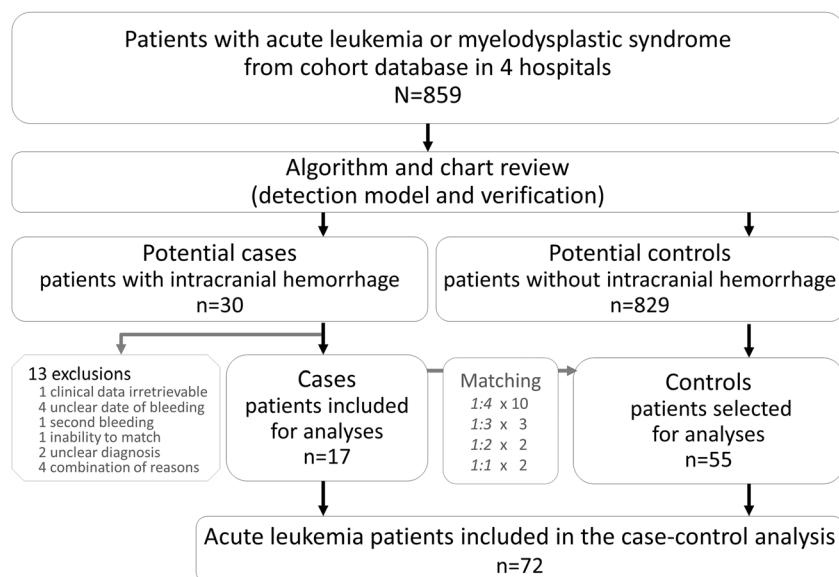 Patients with acute leukemia or myelodysplastic syndrome
from cohort database in 4 hospitals
N=859
Algorithm and chart review
(detection model and verification)
Potential cases
patients with intracranial hemorrhage
n=30
Potential controls
patients without intracranial hemorrhage
n=829
13 exclusions
1 clinical data irretrievable
4 unclear date of bleeding
1 second bleeding
1 inability to match
2 unclear diagnosis
4 combination of reasons
Cases
patients included
for analyses
n=17
Matching
1:4 x 10
1:3 x 3
1:2 x 2
1:1 x 2
Controls
patients selected
for analyses
n=55
Acute leukemia patients included in the case-control analysis
n=72